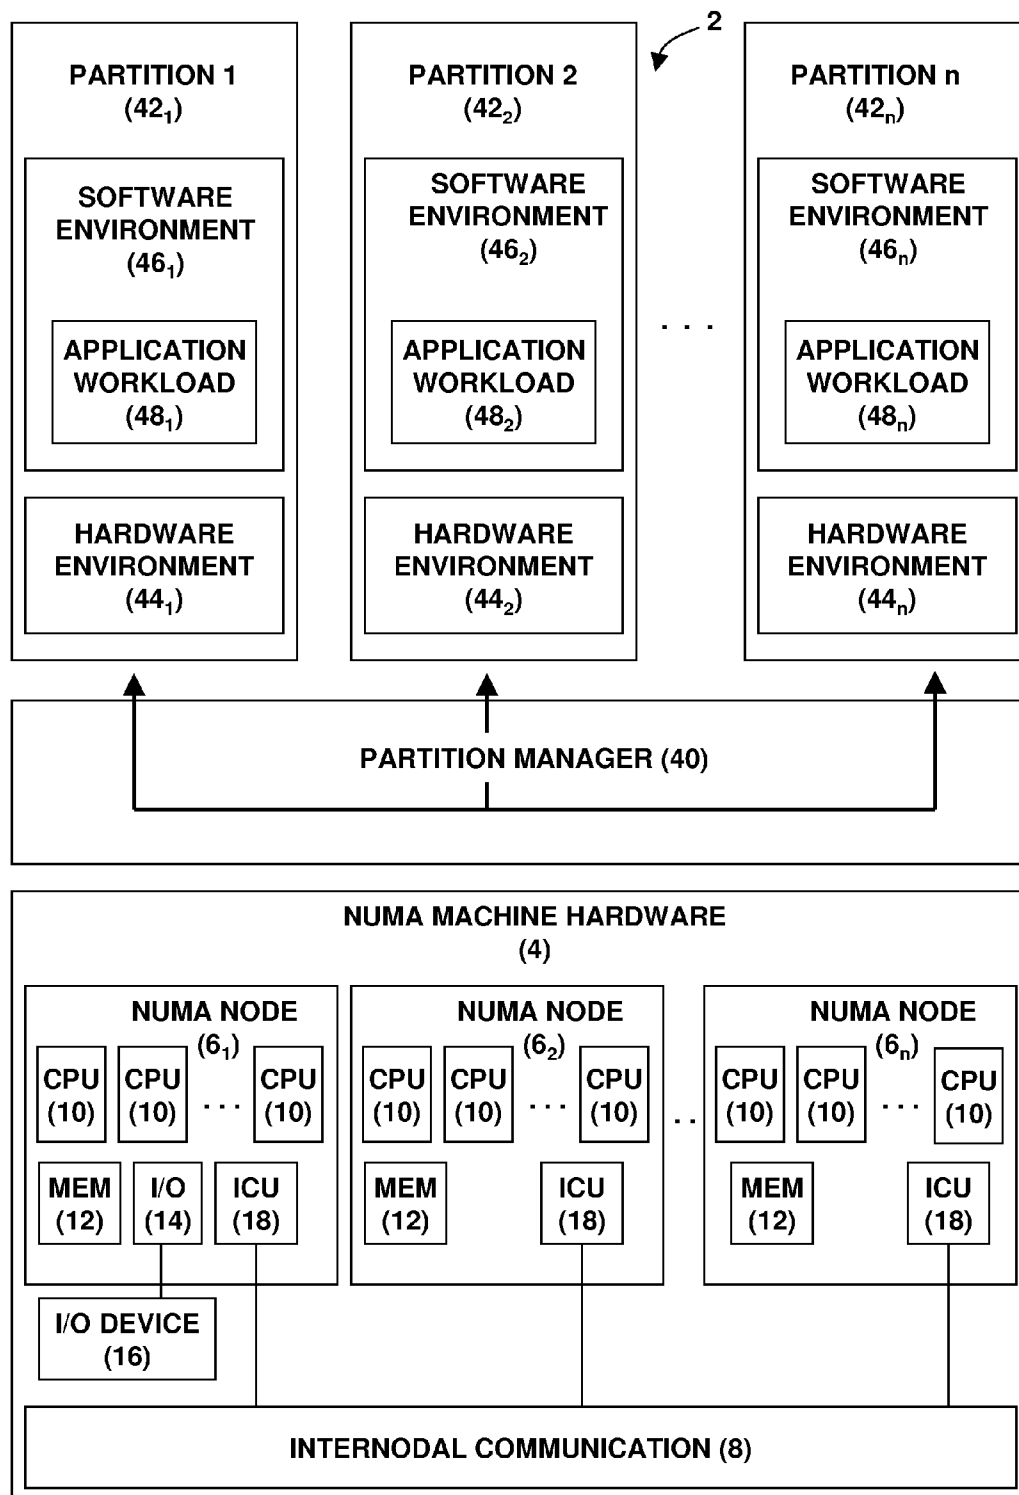 2
PARTITION 1
(42₁)
SOFTWARE
ENVIRONMENT
(46₁)
APPLICATION
WORKLOAD
(48₁)
HARDWARE
ENVIRONMENT
(44₁)
PARTITION 2
(42₂)
SOFTWARE
ENVIRONMENT
(46₂)
APPLICATION
WORKLOAD
(48₂)
HARDWARE
ENVIRONMENT
(44₂)
. . .
PARTITION n
(42ₙ)
SOFTWARE
ENVIRONMENT
(46ₙ)
APPLICATION
WORKLOAD
(48ₙ)
HARDWARE
ENVIRONMENT
(44ₙ)
PARTITION MANAGER (40)
NUMA MACHINE HARDWARE
(4)
NUMA NODE
(6₁)
CPU
(10)
CPU
(10)
. . .
CPU
(10)
MEM
(12)
I/O
(14)
ICU
(18)
I/O DEVICE
(16)
NUMA NODE
(6₂)
CPU
(10)
CPU
(10)
. . .
CPU
(10)
MEM
(12)
ICU
(18)
. .
NUMA NODE
(6ₙ)
CPU
(10)
CPU
(10)
. . .
CPU
(10)
MEM
(12)
ICU
(18)
INTERNODAL COMMUNICATION (8)